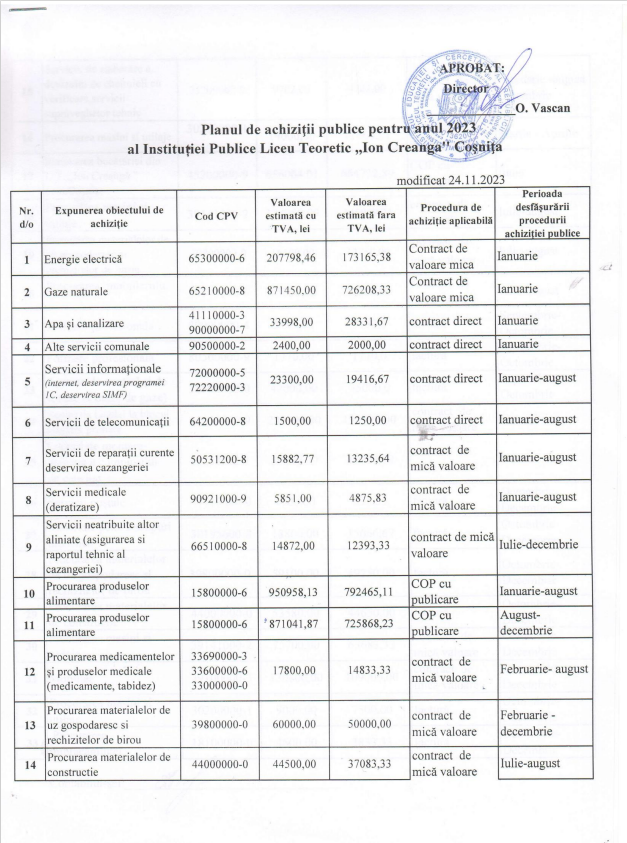 APROBAT:
Director
O. Vascan
Planul de achiziții publice pentru anul 2023
al Instituției Publice Liceu Teoretic „Ion Creanga" Coșnița
modificat 24.11.2023
Nr. d/o | Expunerea obiectului de achiziție | Cod CPV | Valoarea estimată cu TVA, lei | Valoarea estimată fara TVA, lei | Procedura de achiziție aplicabilă | Perioada desfășurării procedurii achiziției publice
1 | Energie electrică | 65300000-6 | 207798,46 | 173165,38 | Contract de valoare mica | Ianuarie
2 | Gaze naturale | 65210000-8 | 871450,00 | 726208,33 | Contract de valoare mica | Ianuarie
3 | Apa și canalizare | 41110000-3 90000000-7 | 33998,00 | 28331,67 | contract direct | Ianuarie
4 | Alte servicii comunale | 90500000-2 | 2400,00 | 2000,00 | contract direct | Ianuarie
5 | Servicii informaționale (internet, deservirea programei 1C, deservirea SIMF) | 72000000-5 72220000-3 | 23300,00 | 19416,67 | contract direct | Ianuarie-august
6 | Servicii de telecomunicații | 64200000-8 | 1500,00 | 1250,00 | contract direct | Ianuarie-august
7 | Servicii de reparații curente deservirea cazangeriei | 50531200-8 | 15882,77 | 13235,64 | contract de mică valoare | Ianuarie-august
8 | Servicii medicale (deratizare) | 90921000-9 | 5851,00 | 4875,83 | contract de mică valoare | Ianuarie-august
9 | Servicii neatribuite altor aliniate (asigurarea si raportul tehnic al cazangeriei) | 66510000-8 | 14872,00 | 12393,33 | contract de mică valoare | Iulie-decembrie
10 | Procurarea produselor alimentare | 15800000-6 | 950958,13 | 792465,11 | COP cu publicare | Ianuarie-august
11 | Procurarea produselor alimentare | 15800000-6 | 871041,87 | 725868,23 | COP cu publicare | August-decembrie
12 | Procurarea medicamentelor și produselor medicale (medicamente, tabidez) | 33690000-3 33600000-6 33000000-0 | 17800,00 | 14833,33 | contract de mică valoare | Februarie- august
13 | Procurarea materialelor de uz gospodaresc si rechizitelor de birou | 39800000-0 | 60000,00 | 50000,00 | contract de mică valoare | Februarie - decembrie
14 | Procurarea materialelor de constructie | 44000000-0 | 44500,00 | 37083,33 | contract de mică valoare | Iulie-august